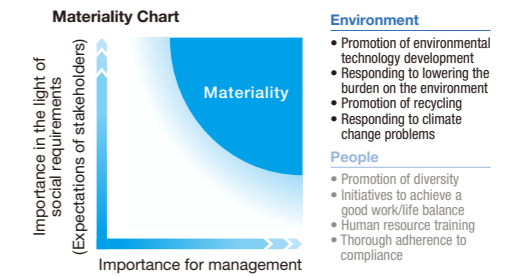 Materiality Chart
Importance in the light of
social requirements
(Expectations of stakeholders)
Materiality
Importance for management
Environment
• Promotion of environmental
technology development
• Responding to lowering the
burden on the environment
• Promotion of recycling
• Responding to climate
change problems
People
• Promotion of diversity
• Initiatives to achieve a
good work/life balance
• Human resource training
• Thorough adherence to
compliance